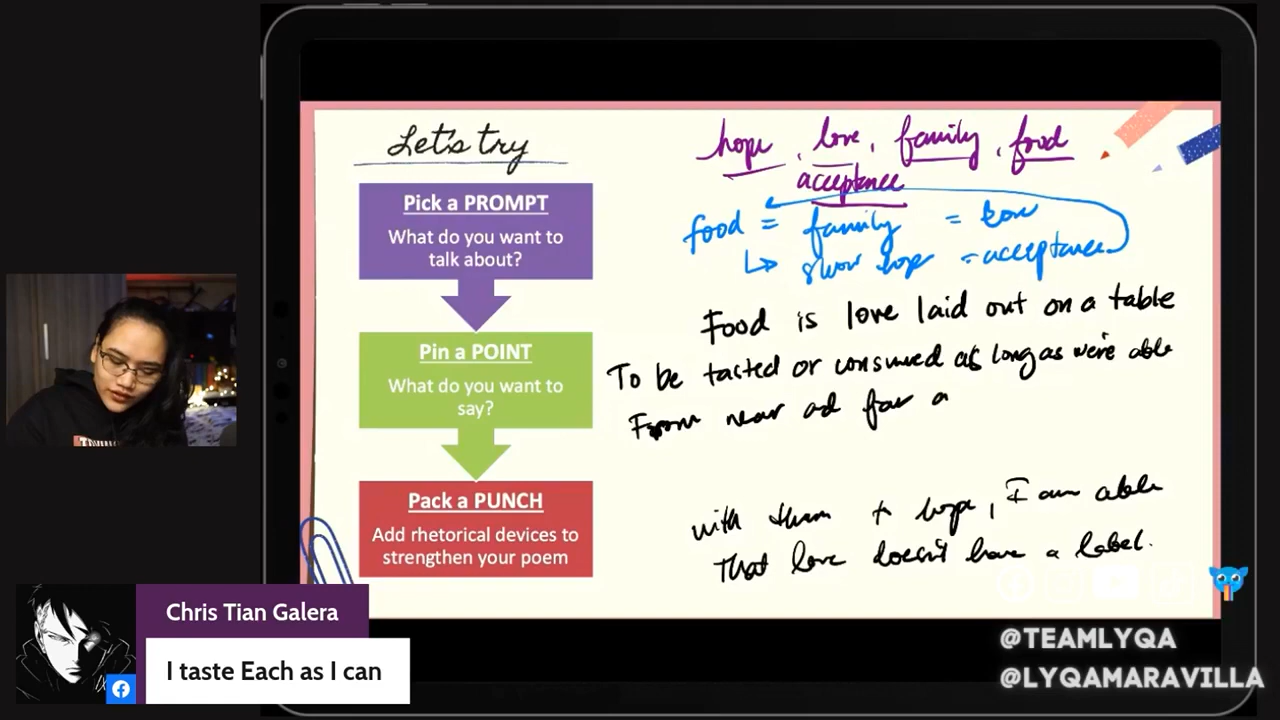 Let's try
Pick a PROMPT
What do you want to
talk about?
Pin a POINT
What do you want to
say?
Pack a PUNCH
Add rhetorical devices to
strengthen your poem
hope, love, family, food
acceptance
food = family = love
↳ show hope = acceptance
Food is love laid out on a table
To be tasted or consumed as long as we're able
From near ad far a
with them to hope, I am able
That love doesn't have a label.
Chris Tian Galera
I taste Each as I can
@TEAMLYQA
@LYQAMARAVILLA